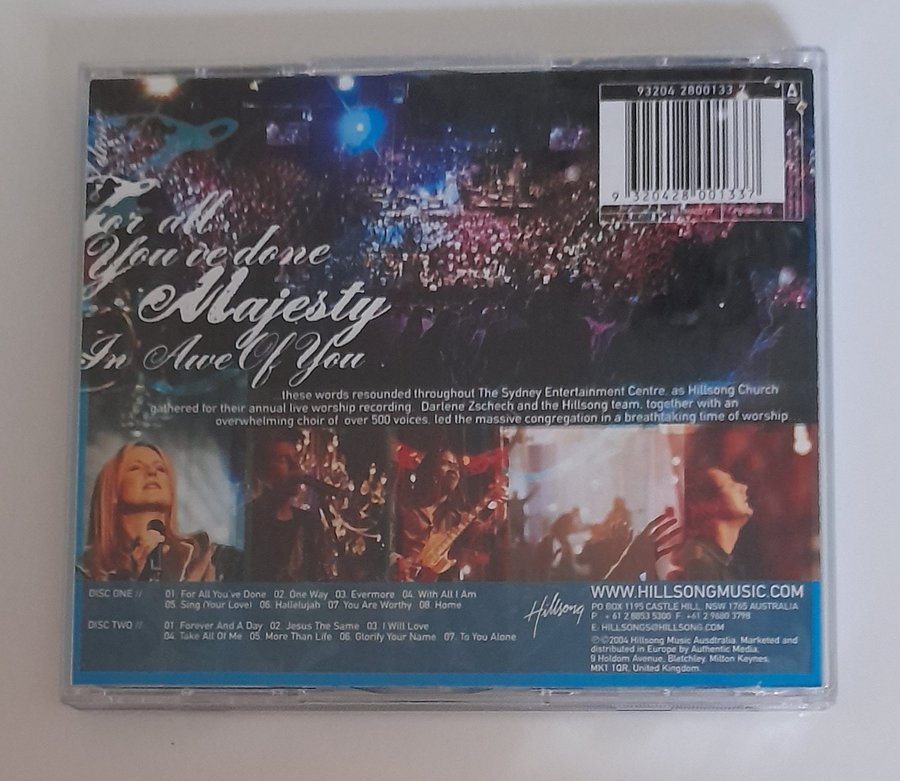 93204 2800133 7
9 320428 001337
For all
You've done
Majesty
In Awe Of You
...these words resounded throughout The Sydney Entertainment Centre, as Hillsong Church
gathered for their annual live worship recording. Darlene Zschech and the Hillsong team, together with an
overwhelming choir of over 500 voices, led the massive congregation in a breathtaking time of worship.
DISC ONE // 01 For All You've Done 02 One Way 03 Evermore 04 With All I Am
05 Sing (Your Love) 06 Hallelujah 07 You Are Worthy 08 Home
DISC TWO // 01 Forever And A Day 02 Jesus The Same 03 I Will Love
04 Take All Of Me 05 More Than Life 06 Glorify Your Name 07 To You Alone
Hillsong
WWW.HILLSONGMUSIC.COM
PO BOX 1195 CASTLE HILL, NSW 1765 AUSTRALIA
P: +61 2 8853 5300 F: +61 2 9680 3798
E: HILLSONGS@HILLSONG.COM
℗©2004 Hillsong Music Ausdtralia. Marketed and
distributed in Europe by Authentic Media,
9 Holdom Avenue, Bletchley, Milton Keynes,
MK1 1QR, United Kingdom.